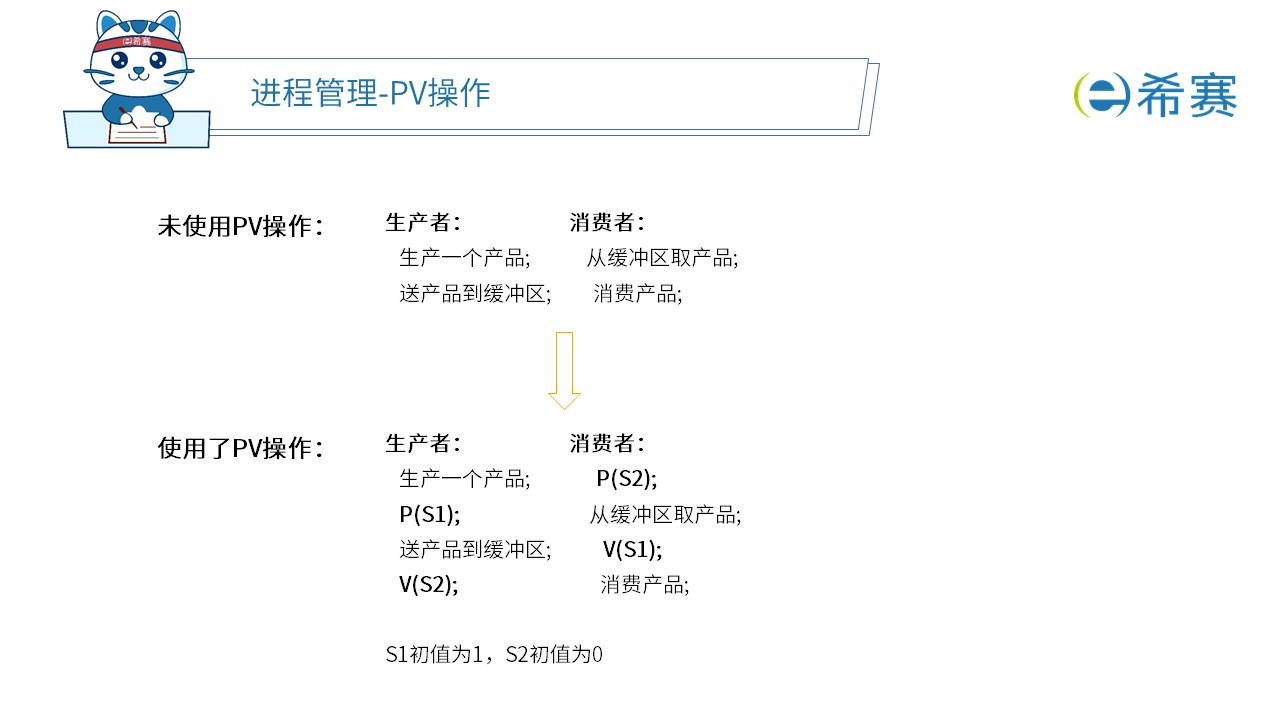 希赛
进程管理-PV操作
希赛
未使用PV操作：
生产者： 消费者：
生产一个产品; 从缓冲区取产品;
送产品到缓冲区; 消费产品;
使用了PV操作：
生产者： 消费者：
生产一个产品; P(S2);
P(S1); 从缓冲区取产品;
送产品到缓冲区; V(S1);
V(S2); 消费产品;
S1初值为1，S2初值为0